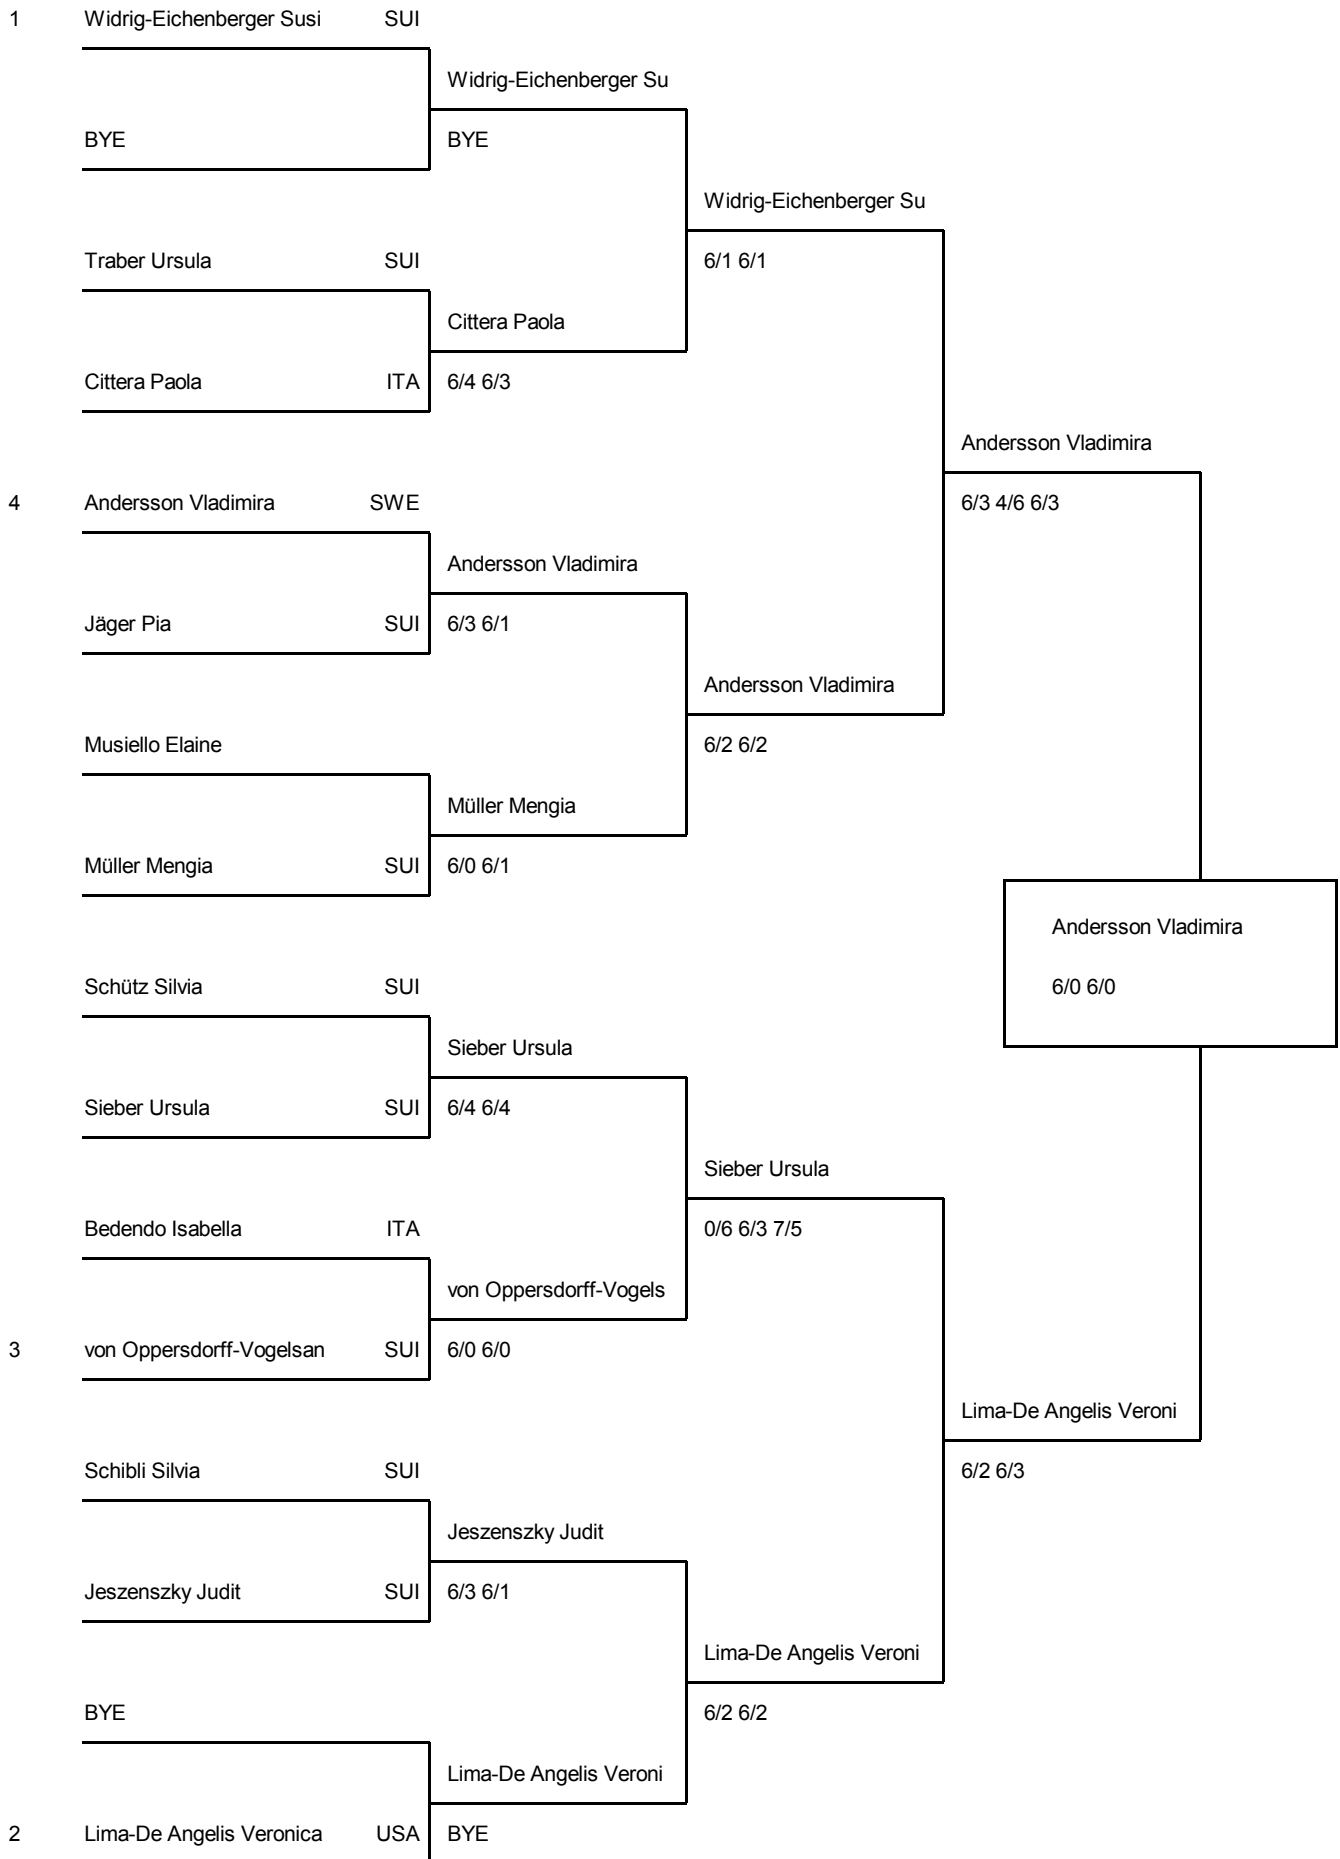 1 Widrig-Eichenberger Susi SUI
Widrig-Eichenberger Su
BYE BYE
Widrig-Eichenberger Su
Traber Ursula SUI 6/1 6/1
Cittera Paola
Cittera Paola ITA 6/4 6/3
Andersson Vladimira
4 Andersson Vladimira SWE 6/3 4/6 6/3
Andersson Vladimira
Jäger Pia SUI 6/3 6/1
Andersson Vladimira
Musiello Elaine 6/2 6/2
Müller Mengia
Müller Mengia SUI 6/0 6/1
Andersson Vladimira
Schütz Silvia SUI 6/0 6/0
Sieber Ursula
Sieber Ursula SUI 6/4 6/4
Sieber Ursula
Bedendo Isabella ITA 0/6 6/3 7/5
von Oppersdorff-Vogels
3 von Oppersdorff-Vogelsan SUI 6/0 6/0
Lima-De Angelis Veroni
Schibli Silvia SUI 6/2 6/3
Jeszenszky Judit
Jeszenszky Judit SUI 6/3 6/1
Lima-De Angelis Veroni
BYE 6/2 6/2
Lima-De Angelis Veroni
2 Lima-De Angelis Veronica USA BYE